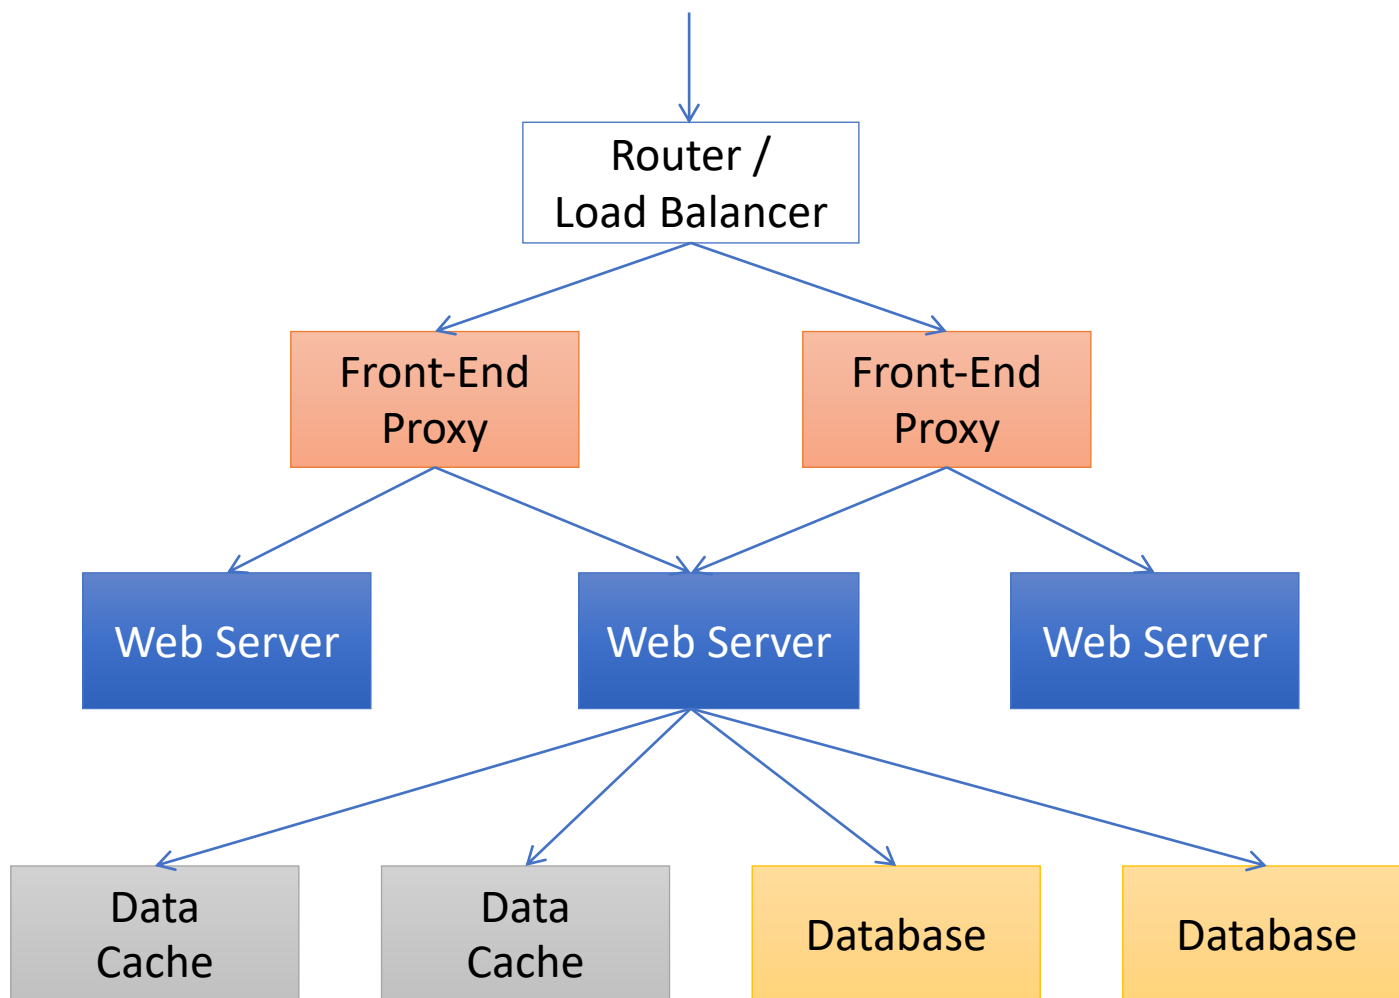 Router /
Load Balancer
Front-End
Proxy
Front-End
Proxy
Web Server
Web Server
Web Server
Data
Cache
Data
Cache
Database
Database